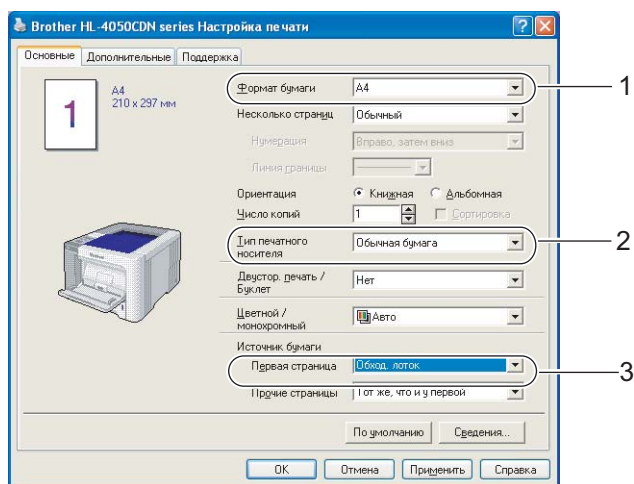 Brother HL-4050CDN series Настройка печати
Основные Дополнительные Поддержка
1
A4
210 x 297 мм
Формат бумаги A4 1
Несколько страниц Обычный
Нумерация Вправо, затем вниз
Линия границы
Ориентация Книжная Альбомная
Число копий 1 Сортировка
Тип печатного
носителя Обычная бумага 2
Двустор. печать /
Буклет Нет
Цветной /
монохромный Авто
Источник бумаги
Первая страница Обход. лоток 3
Прочие страницы Тот же, что и у первой
По умолчанию Сведения...
OK Отмена Применить Справка